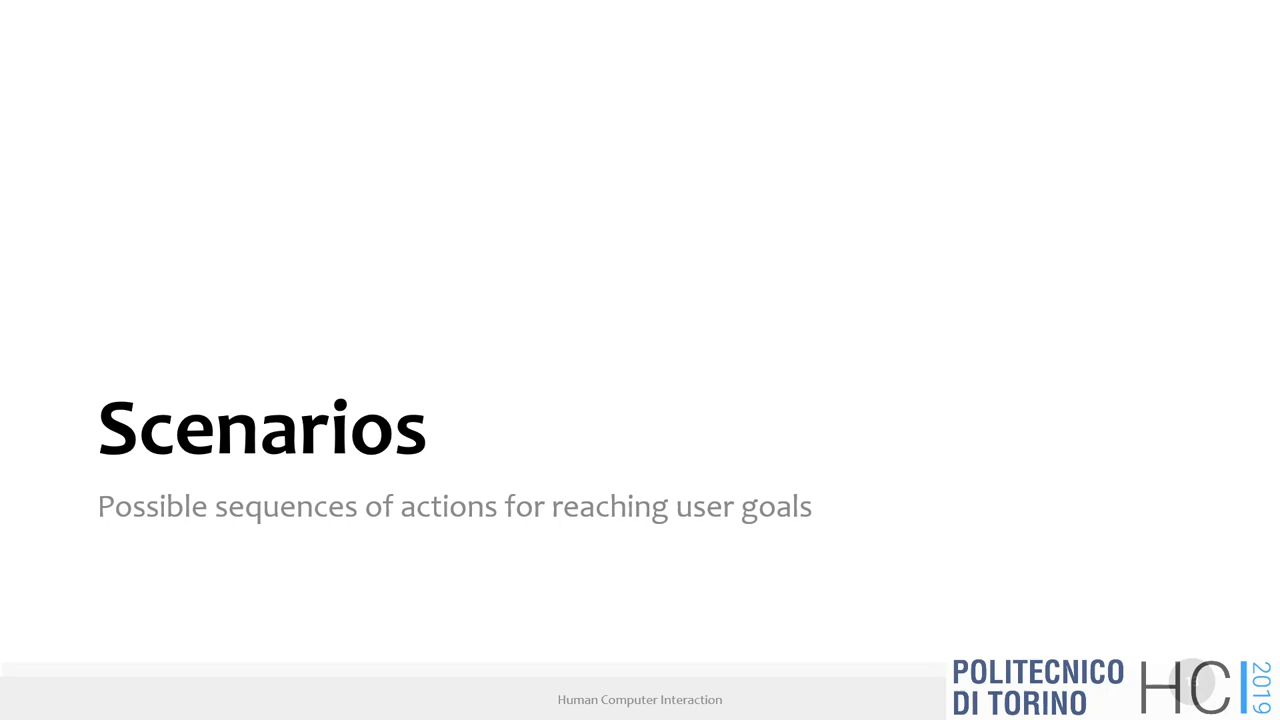 Scenarios
Possible sequences of actions for reaching user goals
Human Computer Interaction
POLITECNICO
DI TORINO
HCI
2019